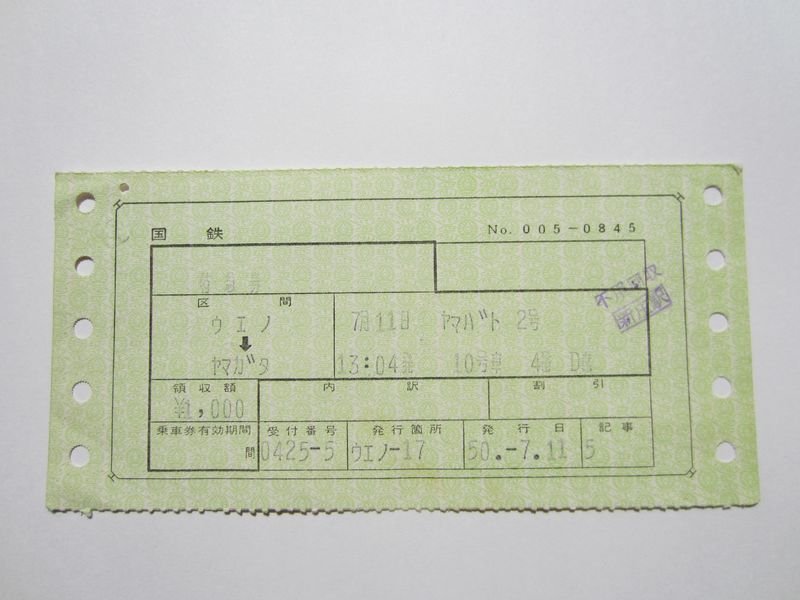 国鉄 No. 005-0845
特急券
区間
ウエノ 7月11日 ヤマバト 2号
⬇
ヤマガタ 13:04発 10号車 4番 D席
領収額 内訳 割引
¥1,000
乗車券有効期間 受付番号 発行箇所 発行日 記事
間 0425-5 ウエノ-17 50.-7.11 5